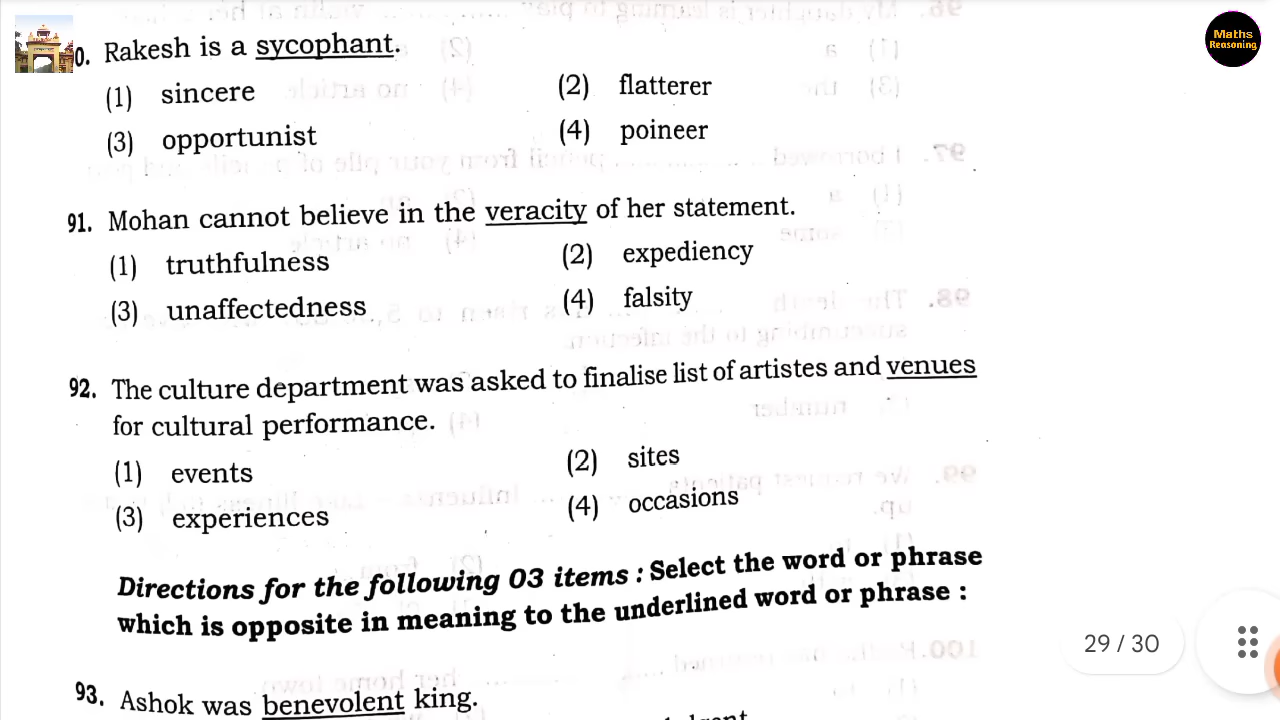 Maths
Reasoning
0. Rakesh is a sycophant.
(1) sincere (2) flatterer
(3) opportunist (4) poineer
91. Mohan cannot believe in the veracity of her statement.
(1) truthfulness (2) expediency
(3) unaffectedness (4) falsity
92. The culture department was asked to finalise list of artistes and venues
for cultural performance.
(1) events (2) sites
(3) experiences (4) occasions
Directions for the following 03 items : Select the word or phrase
which is opposite in meaning to the underlined word or phrase :
29 / 30
93. Ashok was benevolent king.